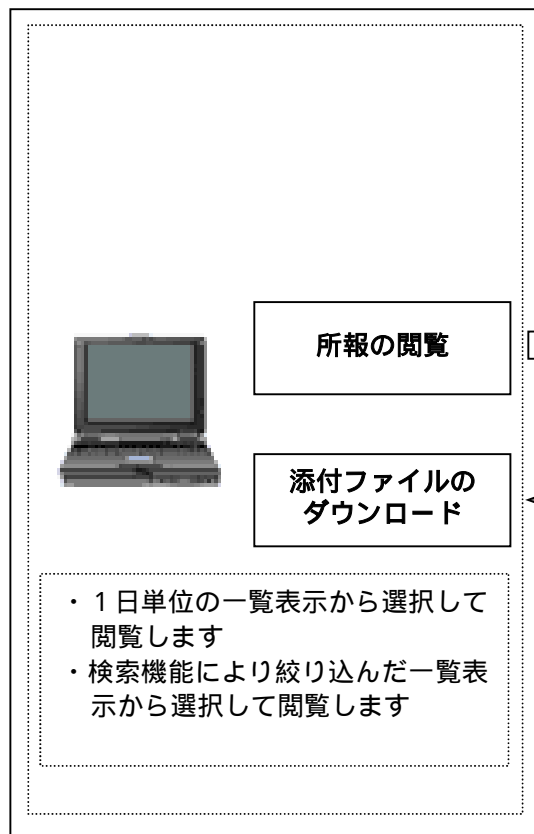 所報の閲覧
添付ファイルの
ダウンロード
・１日単位の一覧表示から選択して
閲覧します
・検索機能により絞り込んだ一覧表
示から選択して閲覧します